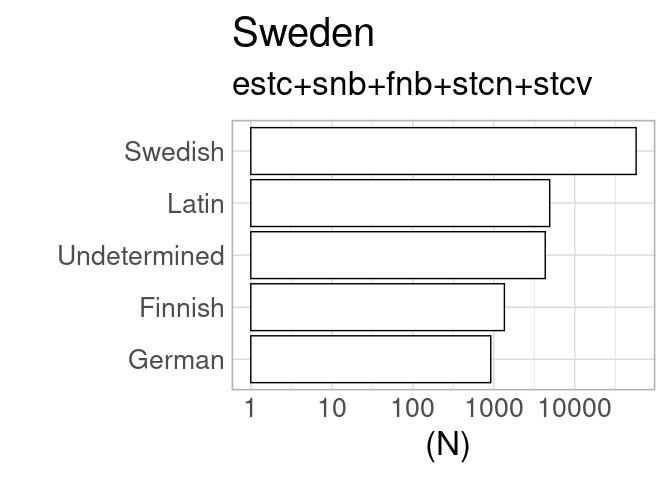 Sweden
estc+snb+fnb+stcn+stcv
Swedish
Latin
Undetermined
Finnish
German
1 10 100 1000 10000
(N)